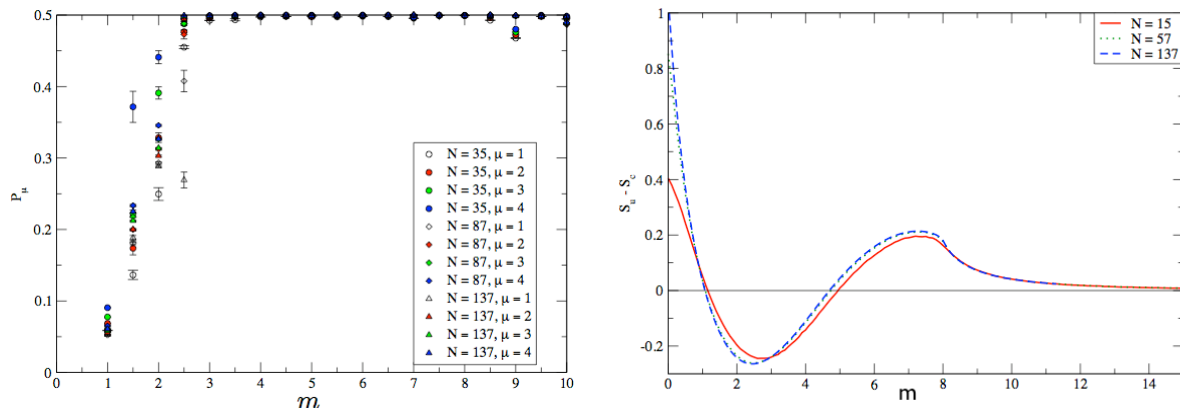 0.5
0.4
0.3
0.2
0.1
0
P_μ
0 1 2 3 4 5 6 7 8 9 10
m
N = 35, μ = 1
N = 35, μ = 2
N = 35, μ = 3
N = 35, μ = 4
N = 87, μ = 1
N = 87, μ = 2
N = 87, μ = 3
N = 87, μ = 4
N = 137, μ = 1
N = 137, μ = 2
N = 137, μ = 3
N = 137, μ = 4
1
0.8
0.6
0.4
0.2
0
-0.2
S_u - S_c
0 2 4 6 8 10 12 14
m
N = 15
N = 57
N = 137